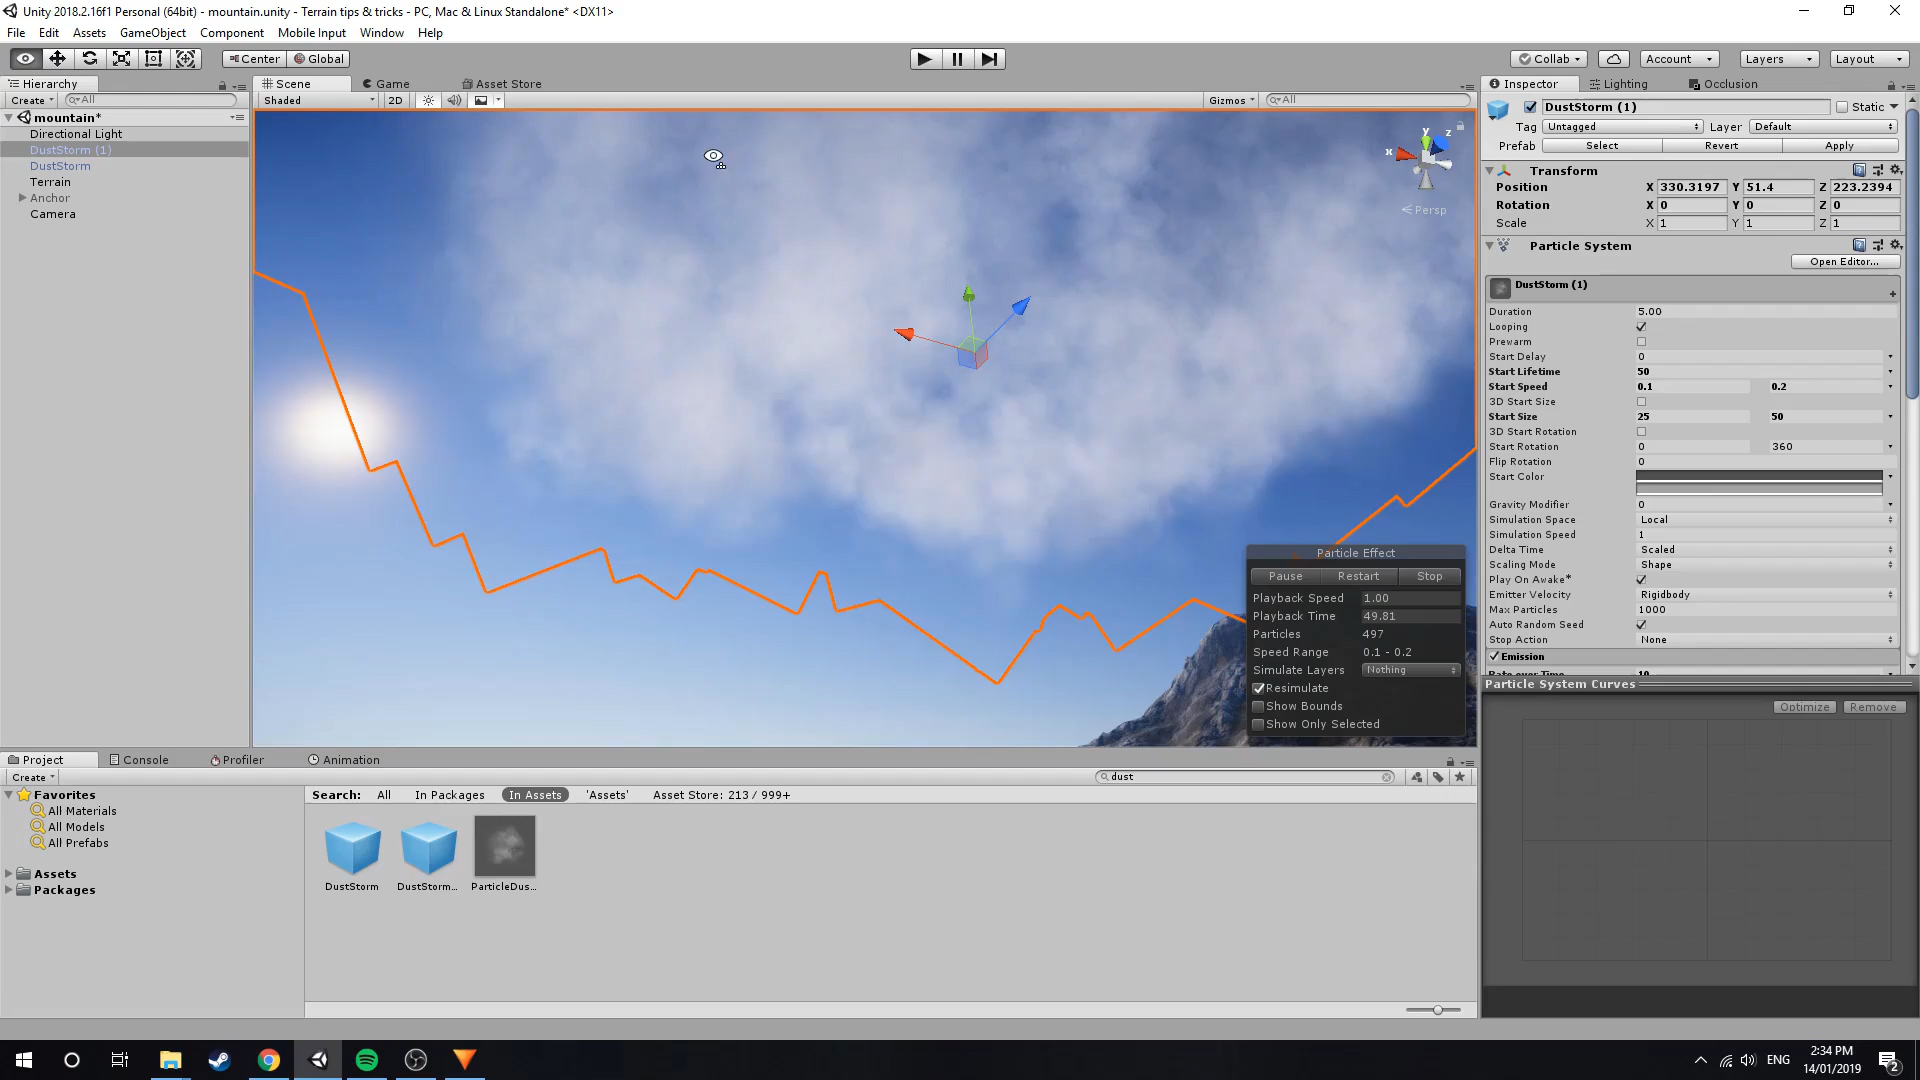 Unity 2018.2.16f1 Personal (64bit) - mountain.unity - Terrain tips & tricks - PC, Mac & Linux Standalone* <DX11>
File Edit Assets GameObject Component Mobile Input Window Help
Center Global
Collab Account Layers Layout
Hierarchy
Create All
mountain*
Directional Light
DustStorm (1)
DustStorm
Terrain
Anchor
Camera
Scene Game Asset Store
Shaded 2D Gizmos All
y
z
x
Persp
Particle Effect
Pause Restart Stop
Playback Speed 1.00
Playback Time 49.81
Particles 497
Speed Range 0.1 - 0.2
Simulate Layers Nothing
Resimulate
Show Bounds
Show Only Selected
Inspector Lighting Occlusion
DustStorm (1) Static
Tag Untagged Layer Default
Prefab Select Revert Apply
Transform
Position X 330.3197 Y 51.4 Z 223.2394
Rotation X 0 Y 0 Z 0
Scale X 1 Y 1 Z 1
Particle System
Open Editor...
DustStorm (1)
Duration 5.00
Looping
Prewarm
Start Delay 0
Start Lifetime 50
Start Speed 0.1 0.2
3D Start Size
Start Size 25 50
3D Start Rotation
Start Rotation 0 360
Flip Rotation 0
Start Color
Gravity Modifier 0
Simulation Space Local
Simulation Speed 1
Delta Time Scaled
Scaling Mode Shape
Play On Awake*
Emitter Velocity Rigidbody
Max Particles 1000
Auto Random Seed
Stop Action None
Emission
Rate over Time 10
Particle System Curves
Optimize Remove
Project Console Profiler Animation
Create dust
Favorites
All Materials
All Models
All Prefabs
Assets
Packages
Search: All In Packages In Assets 'Assets' Asset Store: 213 / 999+
DustStorm DustStorm... ParticleDus...
ENG 2:34 PM
14/01/2019
2